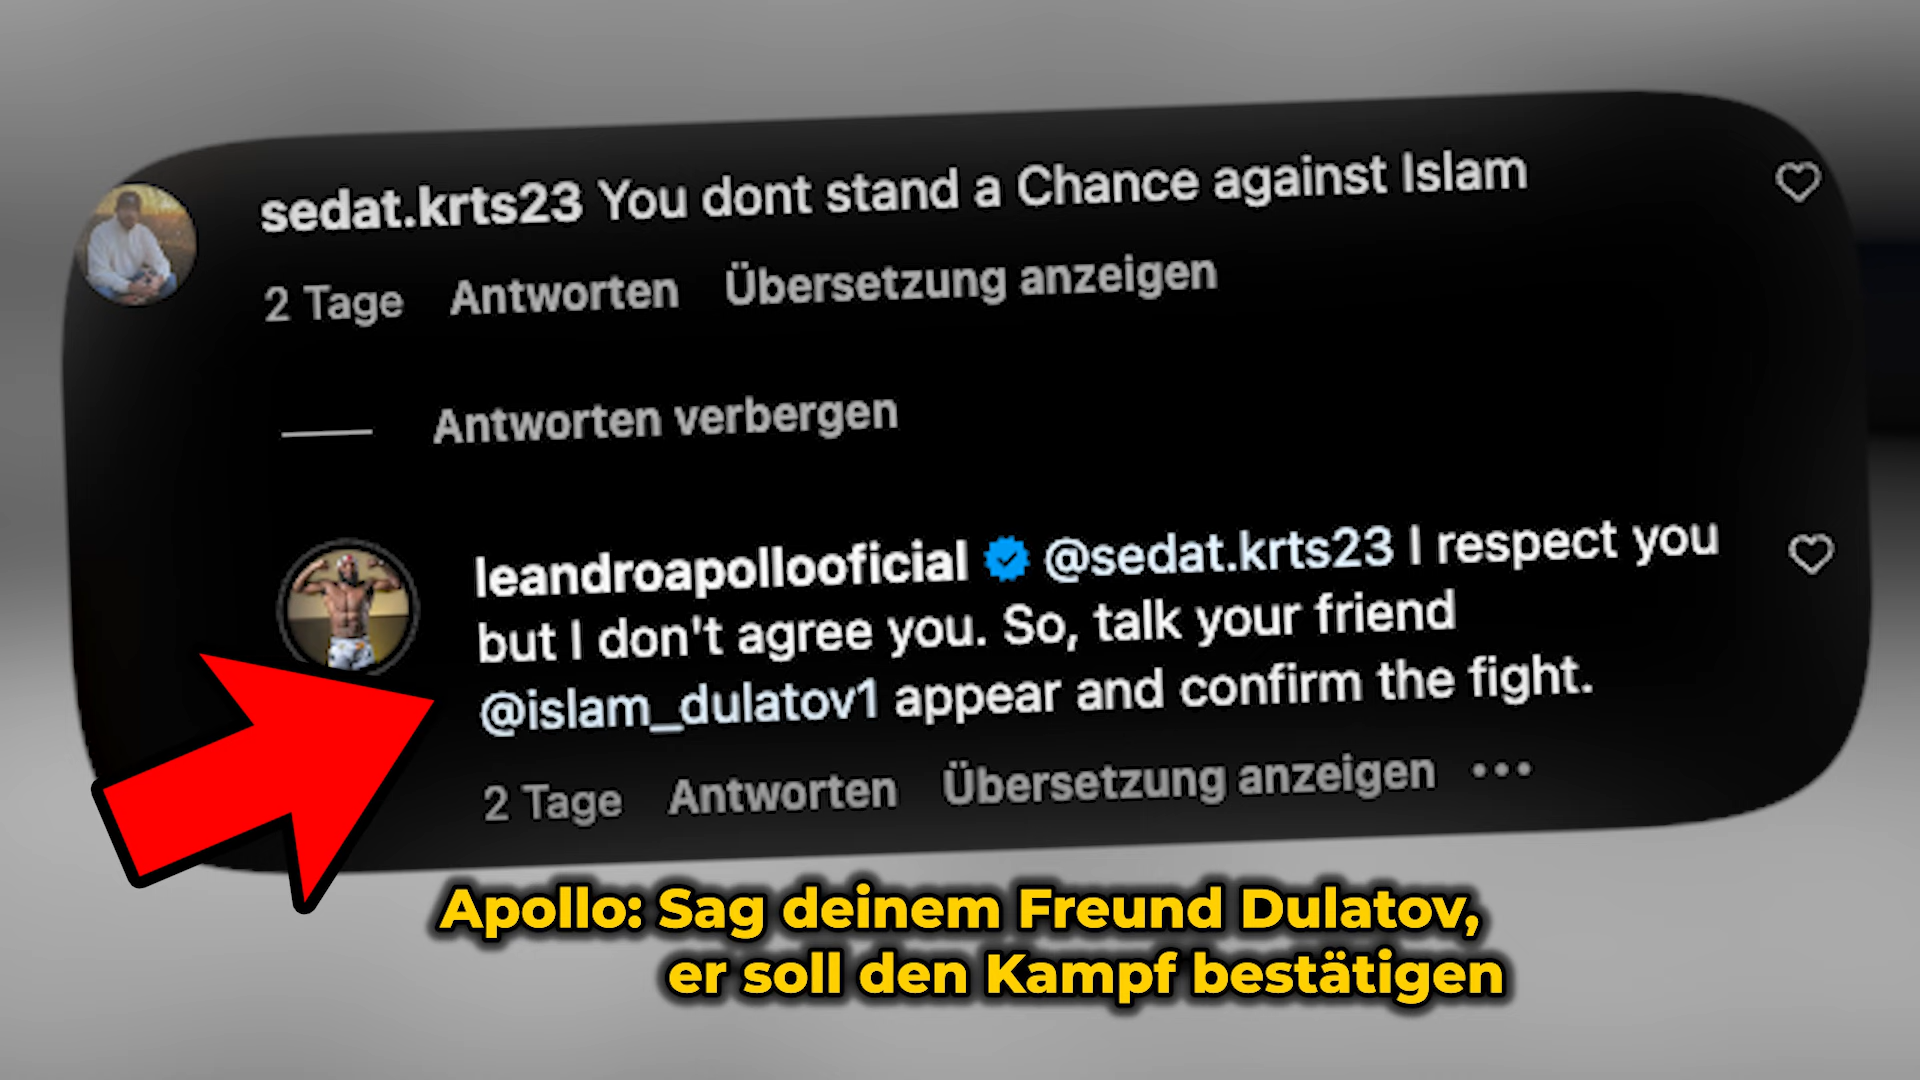 sedat.krts23 You dont stand a Chance against Islam
2 Tage Antworten Übersetzung anzeigen
Antworten verbergen
leandroapollooficial @sedat.krts23 I respect you
but I don't agree you. So, talk your friend
@islam_dulatov1 appear and confirm the fight.
2 Tage Antworten Übersetzung anzeigen ...
Apollo: Sag deinem Freund Dulatov,
er soll den Kampf bestätigen